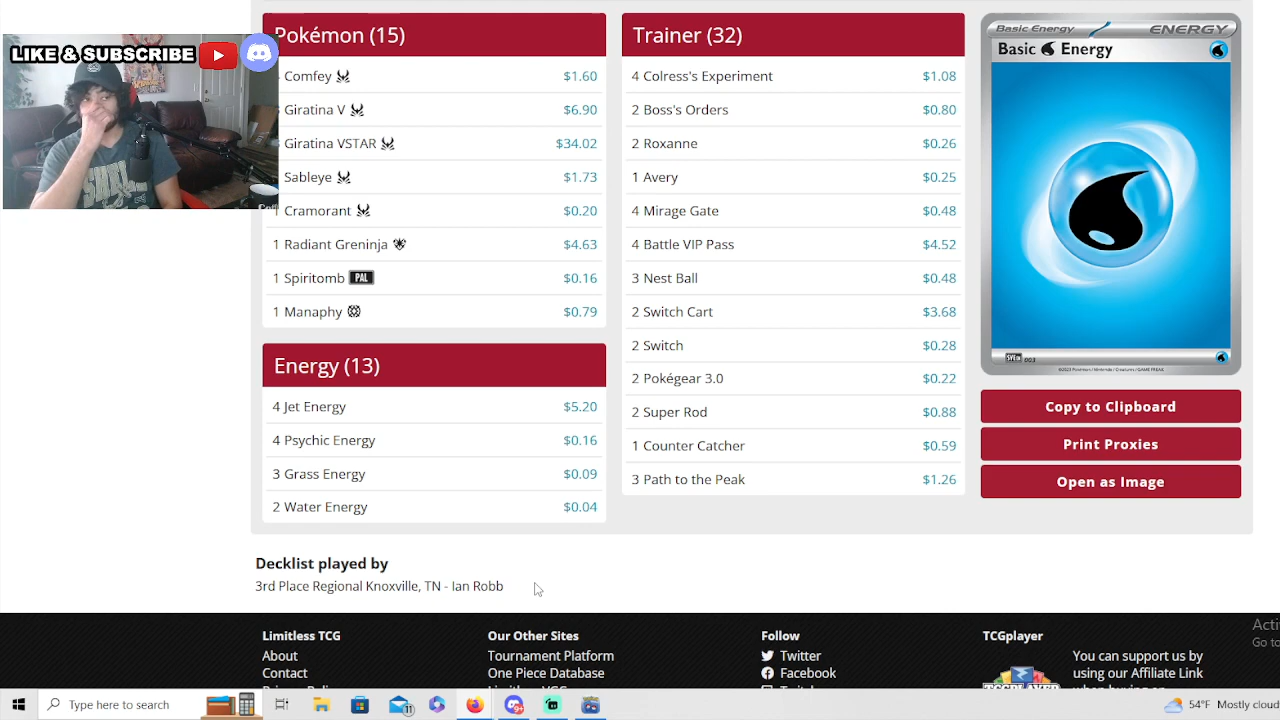 LIKE & SUBSCRIBE
Pokémon (15)
Comfey $1.60
Giratina V $6.90
Giratina VSTAR $34.02
Sableye $1.73
1 Cramorant $0.20
1 Radiant Greninja $4.63
1 Spiritomb PAL $0.16
1 Manaphy $0.79
Energy (13)
4 Jet Energy $5.20
4 Psychic Energy $0.16
3 Grass Energy $0.09
2 Water Energy $0.04
Trainer (32)
4 Colress's Experiment $1.08
2 Boss's Orders $0.80
2 Roxanne $0.26
1 Avery $0.25
4 Mirage Gate $0.48
4 Battle VIP Pass $4.52
3 Nest Ball $0.48
2 Switch Cart $3.68
2 Switch $0.28
2 Pokégear 3.0 $0.22
2 Super Rod $0.88
1 Counter Catcher $0.59
3 Path to the Peak $1.26
Basic Energy ENERGY
Basic Energy
003
Copy to Clipboard
Print Proxies
Open as Image
Decklist played by
3rd Place Regional Knoxville, TN - Ian Robb
Limitless TCG
About
Contact
Our Other Sites
Tournament Platform
One Piece Database
Follow
Twitter
Facebook
TCGplayer
You can support us by
using our Affiliate Link
Type here to search
11
54°F Mostly cloud